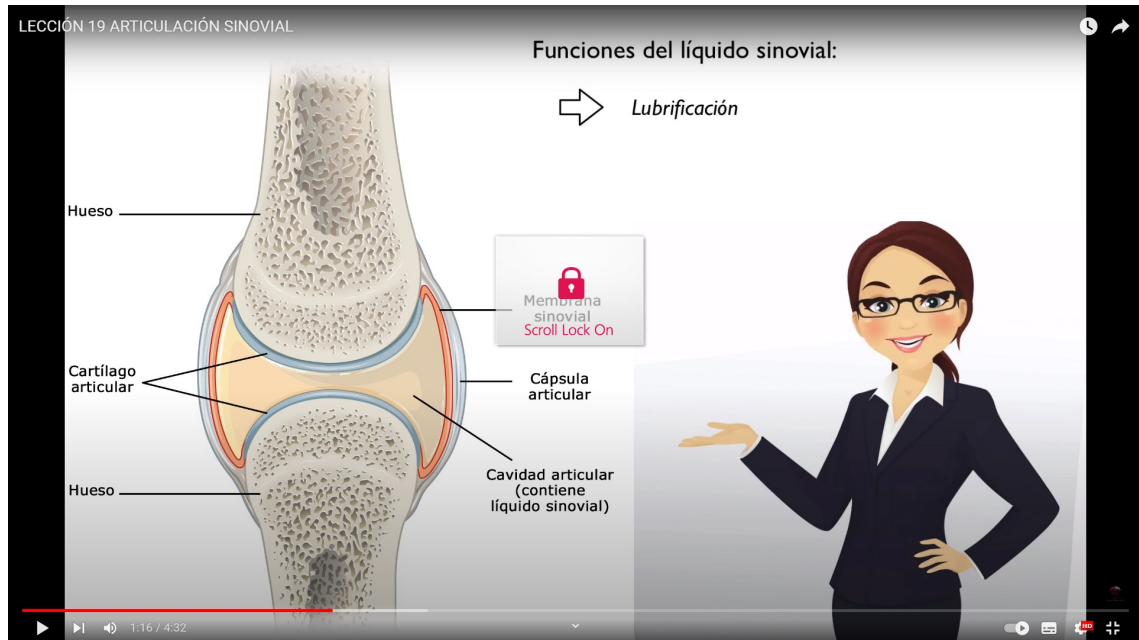 LECCIÓN 19 ARTICULACIÓN SINOVIAL
Funciones del líquido sinovial:
Lubrificación
Hueso
Membrana
sinovial
Scroll Lock On
Cartílago
articular
Cápsula
articular
Cavidad articular
(contiene
líquido sinovial)
Hueso
1:16 / 4:32
HD